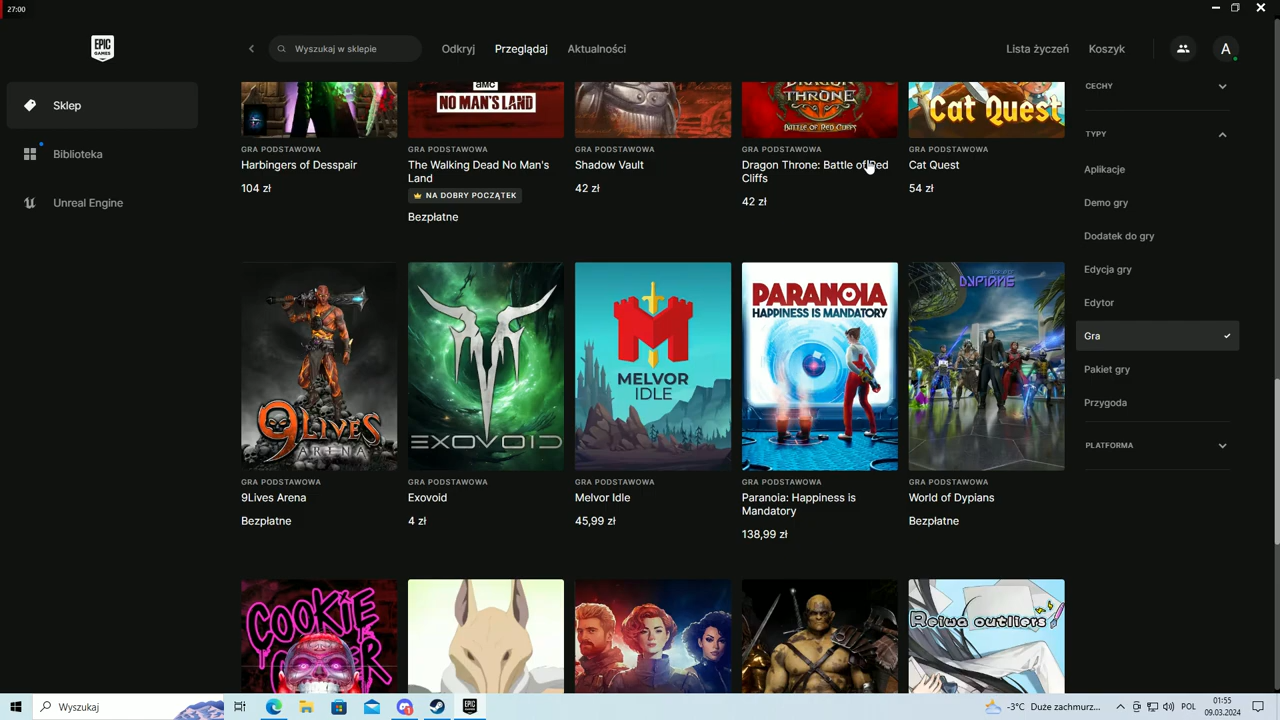 27:00
EPIC
GAMES
Wyszukaj w sklepie
Odkryj
Przeglądaj
Aktualności
Lista życzeń
Koszyk
A
Sklep
Biblioteka
Unreal Engine
aMC
NO MAN'S LAND
DRAGON
THRONE
BATTLE OF RED CLIFFS
Cat Quest
GRA PODSTAWOWA
Harbingers of Desspair
104 zł
GRA PODSTAWOWA
The Walking Dead No Man's
Land
NA DOBRY POCZĄTEK
Bezpłatne
GRA PODSTAWOWA
Shadow Vault
42 zł
GRA PODSTAWOWA
Dragon Throne: Battle of Red
Cliffs
42 zł
GRA PODSTAWOWA
Cat Quest
54 zł
9LIVES
ARENA
EXOVOID
MELVOR
IDLE
PARANOIA
HAPPINESS IS MANDATORY
DYPIANS
GRA PODSTAWOWA
9Lives Arena
Bezpłatne
GRA PODSTAWOWA
Exovoid
4 zł
GRA PODSTAWOWA
Melvor Idle
45,99 zł
GRA PODSTAWOWA
Paranoia: Happiness is
Mandatory
138,99 zł
GRA PODSTAWOWA
World of Dypians
Bezpłatne
COOKIE
Reiwa outliers
CECHY
TYPY
Aplikacje
Demo gry
Dodatek do gry
Edycja gry
Edytor
Gra
Pakiet gry
Przygoda
PLATFORMA
Wyszukaj
-3°C Duże zachmurz...
POL
01:55
09.03.2024